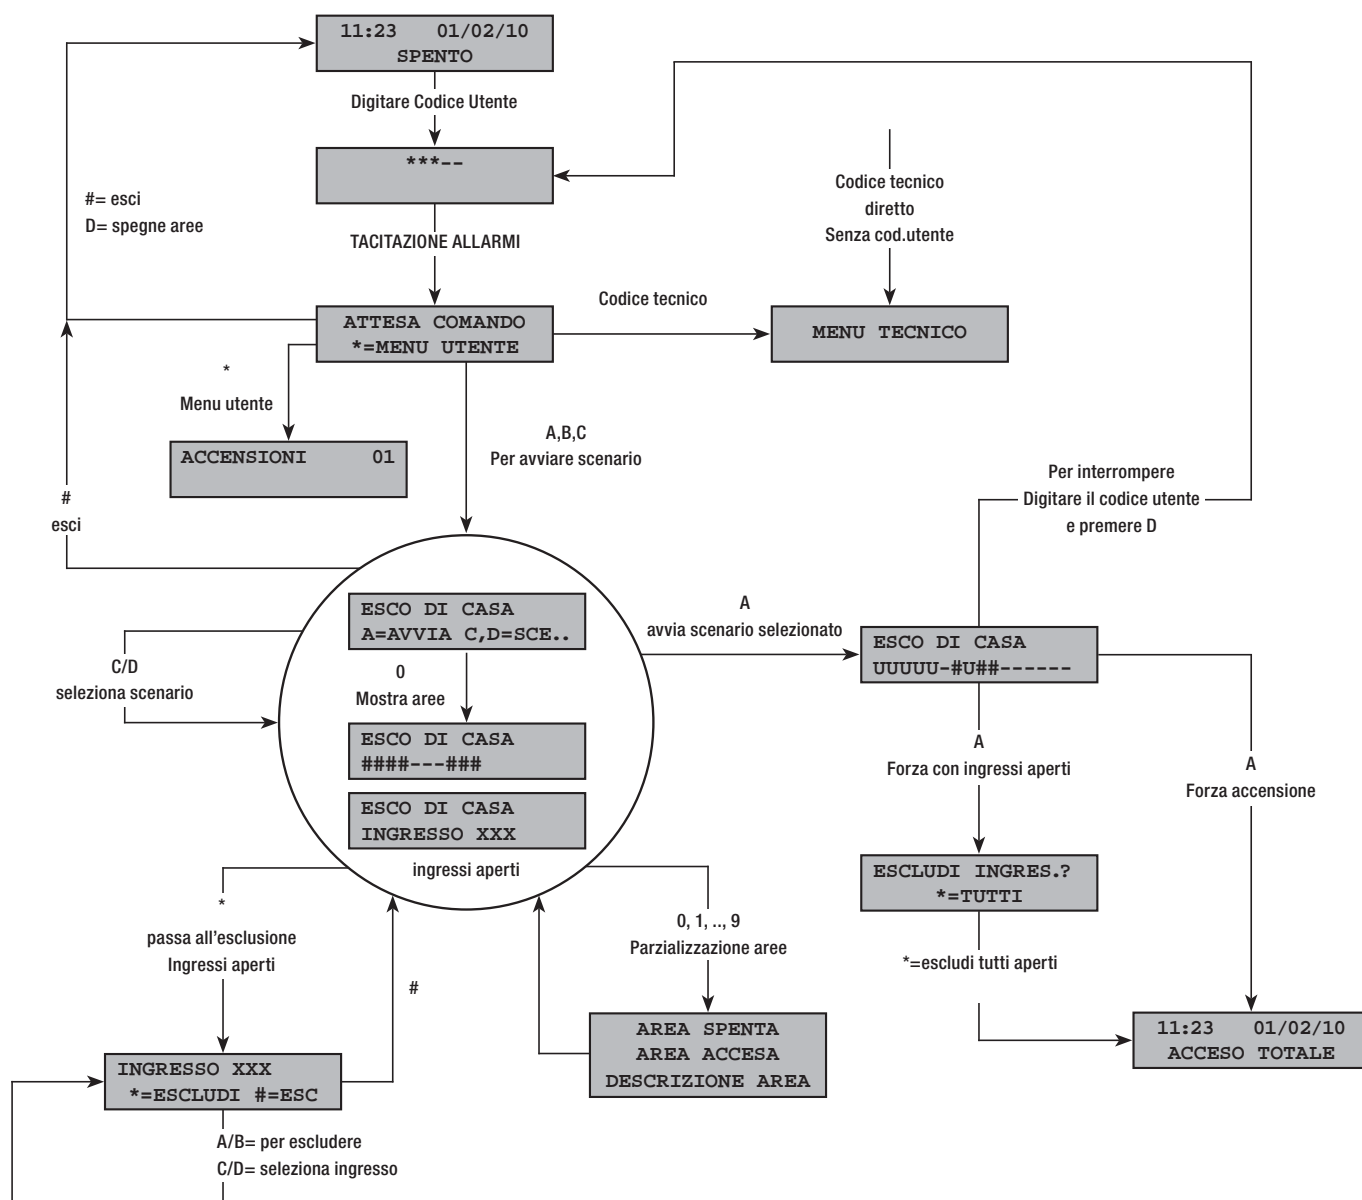 11:23 01/02/10
SPENTO
Digitare Codice Utente
***--
#= esci
D= spegne aree
TACITAZIONE ALLARMI
Codice tecnico
diretto
Senza cod.utente
ATTESA COMANDO
*=MENU UTENTE
Codice tecnico
MENU TECNICO
*
Menu utente
ACCENSIONI 01
A,B,C
Per avviare scenario
#
esci
Per interrompere
Digitare il codice utente
e premere D
ESCO DI CASA
A=AVVIA C,D=SCE..
0
Mostra aree
ESCO DI CASA
####---###
ESCO DI CASA
INGRESSO XXX
ingressi aperti
C/D
seleziona scenario
A
avvia scenario selezionato
ESCO DI CASA
UUUUU-#U##------
A
Forza con ingressi aperti
A
Forza accensione
ESCLUDI INGRES.?
*=TUTTI
*=escludi tutti aperti
11:23 01/02/10
ACCESO TOTALE
*
passa all'esclusione
Ingressi aperti
#
0, 1, .., 9
Parzializzazione aree
AREA SPENTA
AREA ACCESA
DESCRIZIONE AREA
INGRESSO XXX
*=ESCLUDI #=ESC
A/B= per escludere
C/D= seleziona ingresso